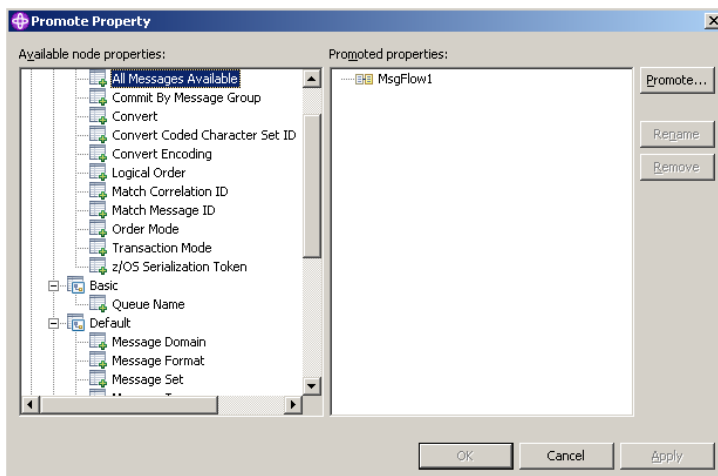 Promote Property
Available node properties:
Promoted properties:
All Messages Available
Commit By Message Group
Convert
Convert Coded Character Set ID
Convert Encoding
Logical Order
Match Correlation ID
Match Message ID
Order Mode
Transaction Mode
z/OS Serialization Token
Basic
Queue Name
Default
Message Domain
Message Format
Message Set
MsgFlow1
Promote...
Rename
Remove
OK
Cancel
Apply